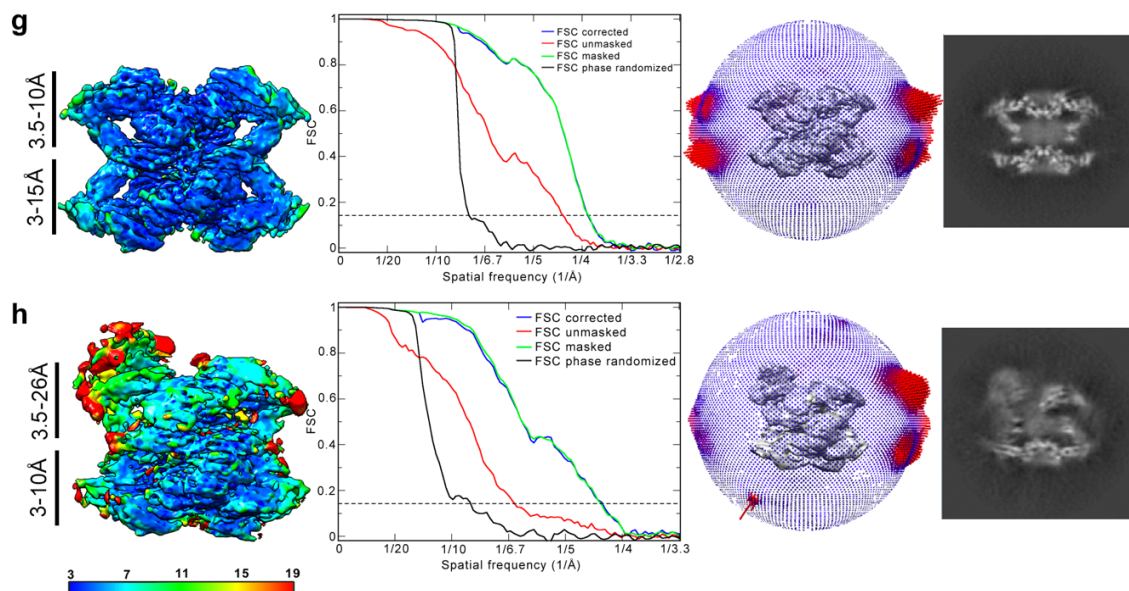 g
3.5-10Å
3-15Å
1
0.8
0.6
0.4
0.2
0
FSC
FSC corrected
FSC unmasked
FSC masked
FSC phase randomized
0 1/20 1/10 1/6.7 1/5 1/4 1/3.3 1/2.8
Spatial frequency (1/Å)
h
3.5-26Å
3-10Å
1
0.8
0.6
0.4
0.2
0
FSC
FSC corrected
FSC unmasked
FSC masked
FSC phase randomized
0 1/20 1/10 1/6.7 1/5 1/4 1/3.3
Spatial frequency (1/Å)
3 7 11 15 19